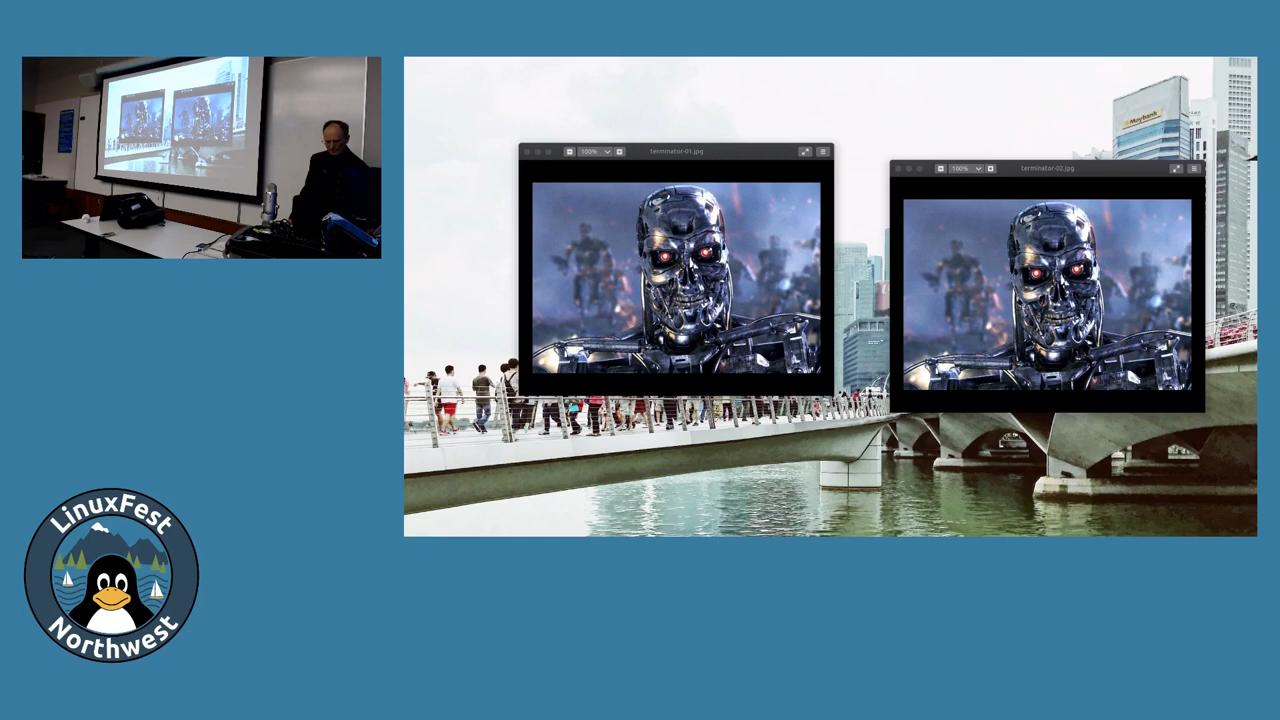 100%
terminator-01.jpg
100%
terminator-02.jpg
Maybank
LinuxFest
Northwest